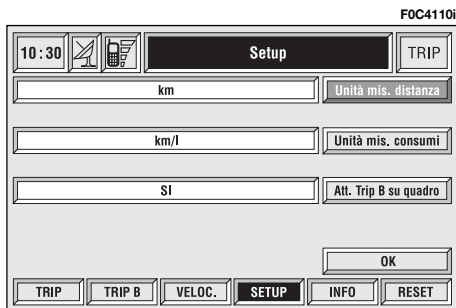 F0C4110i
10:30 Setup TRIP
km Unità mis. distanza
km/l Unità mis. consumi
SI Att. Trip B su quadro
OK
TRIP TRIP B VELOC. SETUP INFO RESET